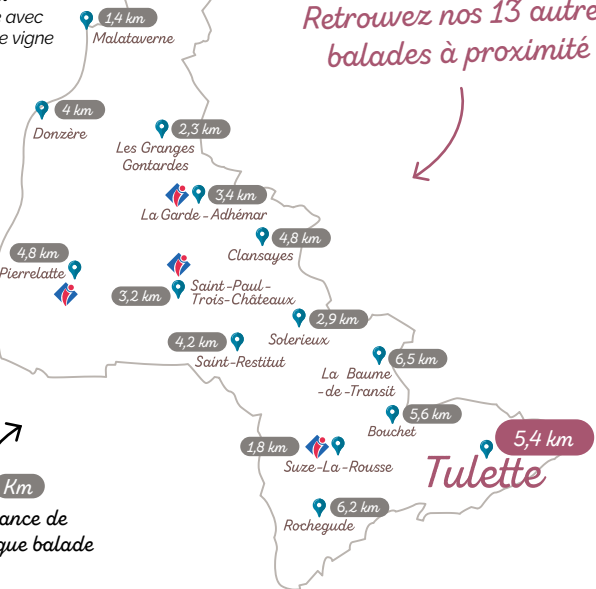 avec
e vigne
Retrouvez nos 13 autre
balades à proximité
1,4 km
Malataverne
4 km
Donzère
2,3 km
Les Granges
Gontardes
3,4 km
La Garde-Adhémar
4,8 km
Clansayes
4,8 km
Pierrelatte
3,2 km
Saint-Paul-
Trois-Châteaux
2,9 km
Solerieux
4,2 km
Saint-Restitut
6,5 km
La Baume
-de-Transit
5,6 km
Bouchet
5,4 km
Tulette
1,8 km
Suze-La-Rousse
6,2 km
Rochegude
Km
ance de
gue balade